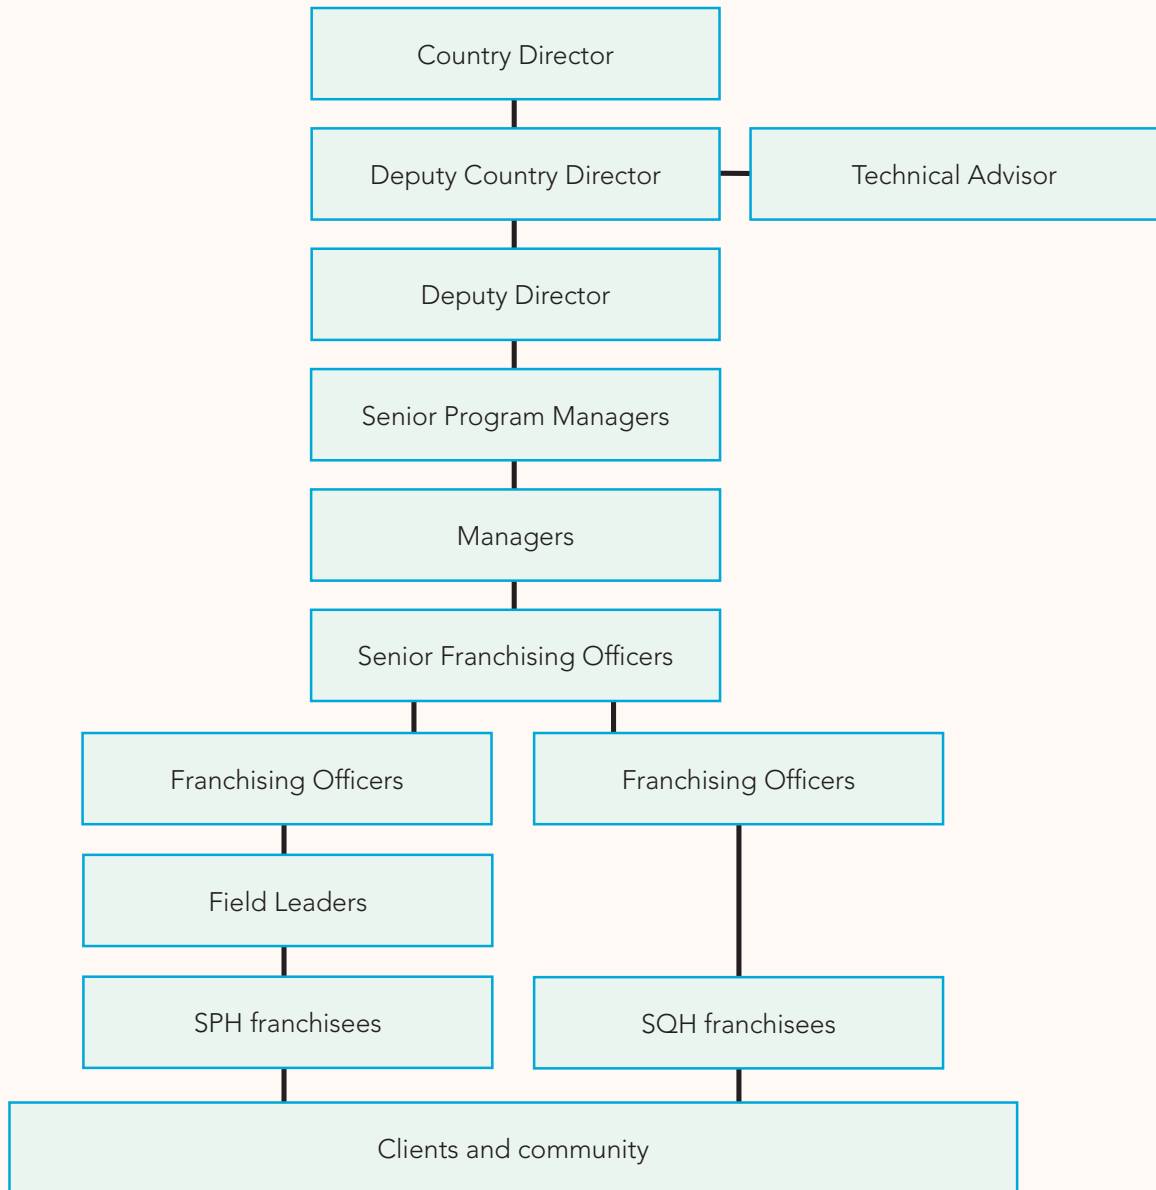 Country Director
Deputy Country Director
Technical Advisor
Deputy Director
Senior Program Managers
Managers
Senior Franchising Officers
Franchising Officers
Franchising Officers
Field Leaders
SPH franchisees
SQH franchisees
Clients and community